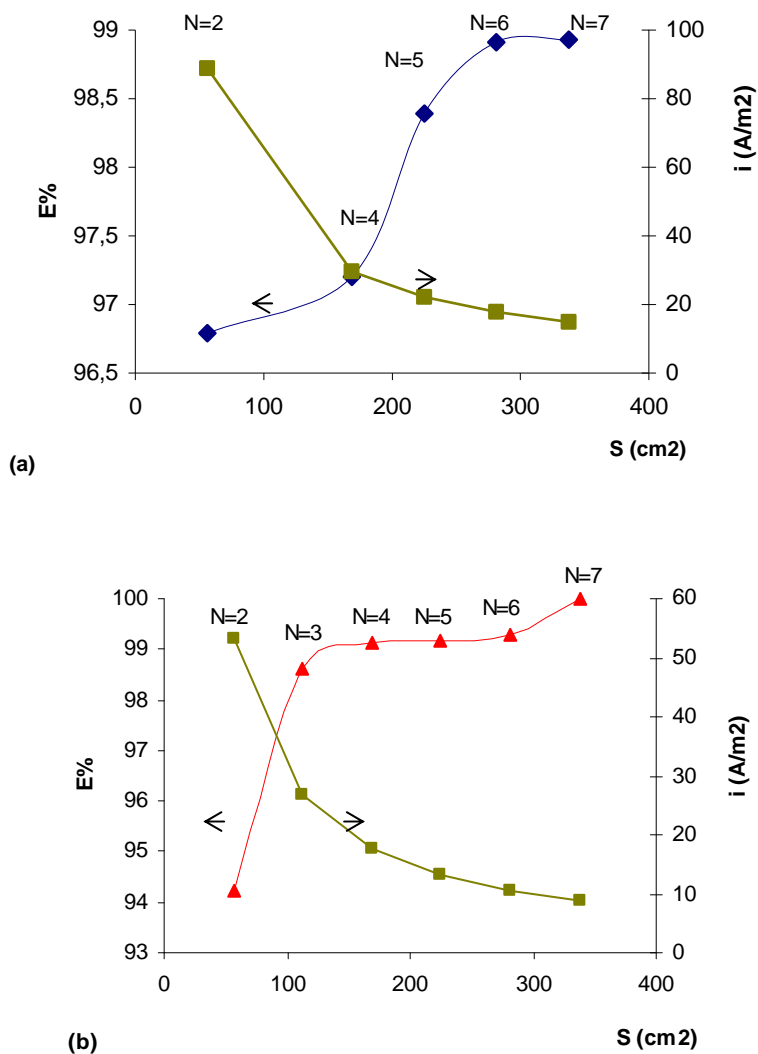 N=2
N=5
N=6
N=7
N=4
99
98,5
98
97,5
97
96,5
E%
100
80
60
40
20
0
i (A/m2)
0
100
200
300
400
S (cm2)
(a)
N=2
N=3
N=4
N=5
N=6
N=7
100
99
98
97
96
95
94
93
E%
60
50
40
30
20
10
0
i (A/m2)
0
100
200
300
400
S (cm2)
(b)